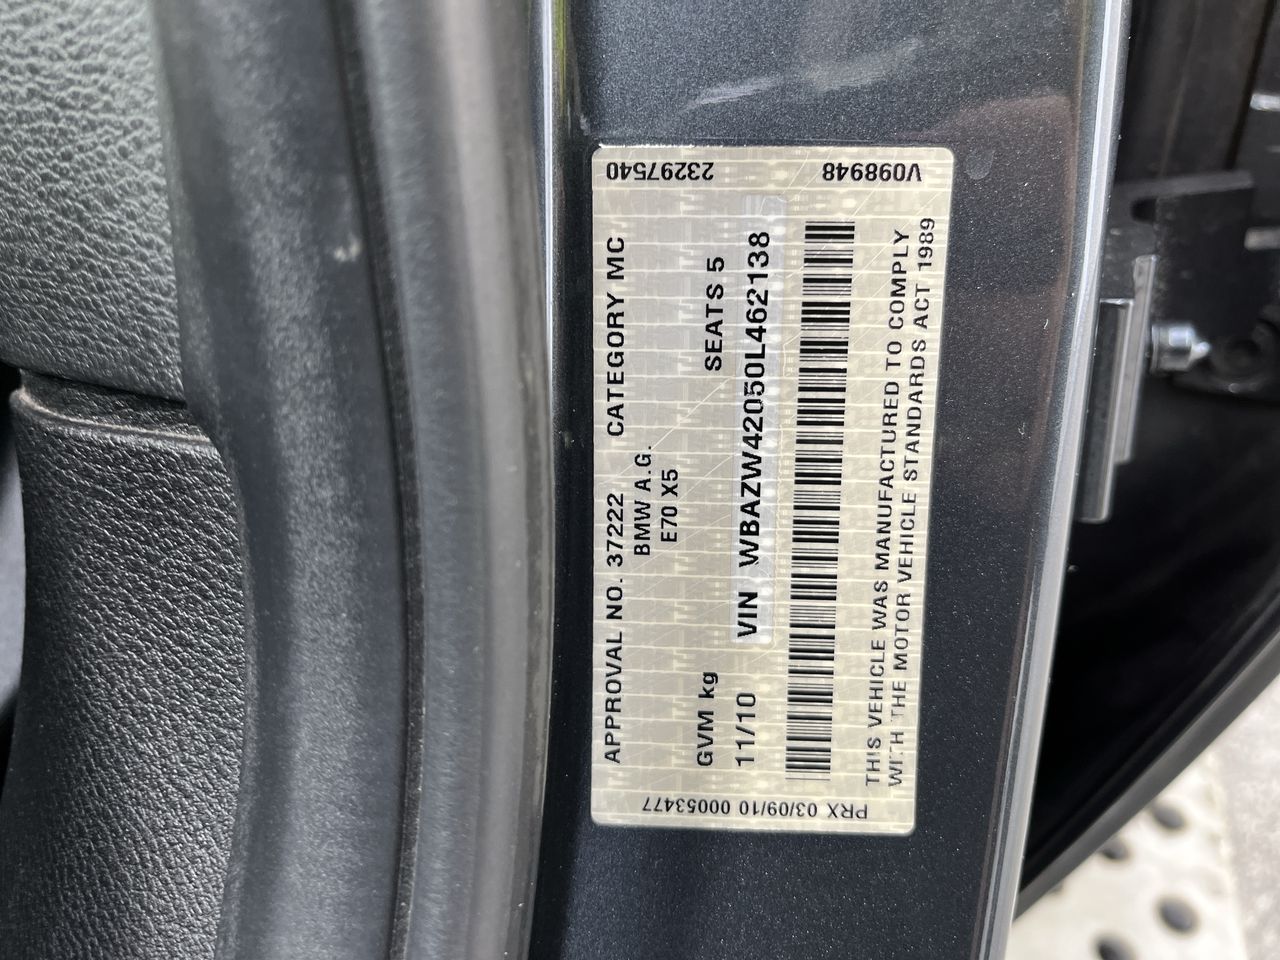 APPROVAL NO. 37222 CATEGORY MC
BMW A.G.
E70 X5
GVM kg SEATS 5
11/10 VIN WBAZW42050L462138
THIS VEHICLE WAS MANUFACTURED TO COMPLY
WITH THE MOTOR VEHICLE STANDARDS ACT 1989
23297540 V098948
PRX 03/09/10 00053477